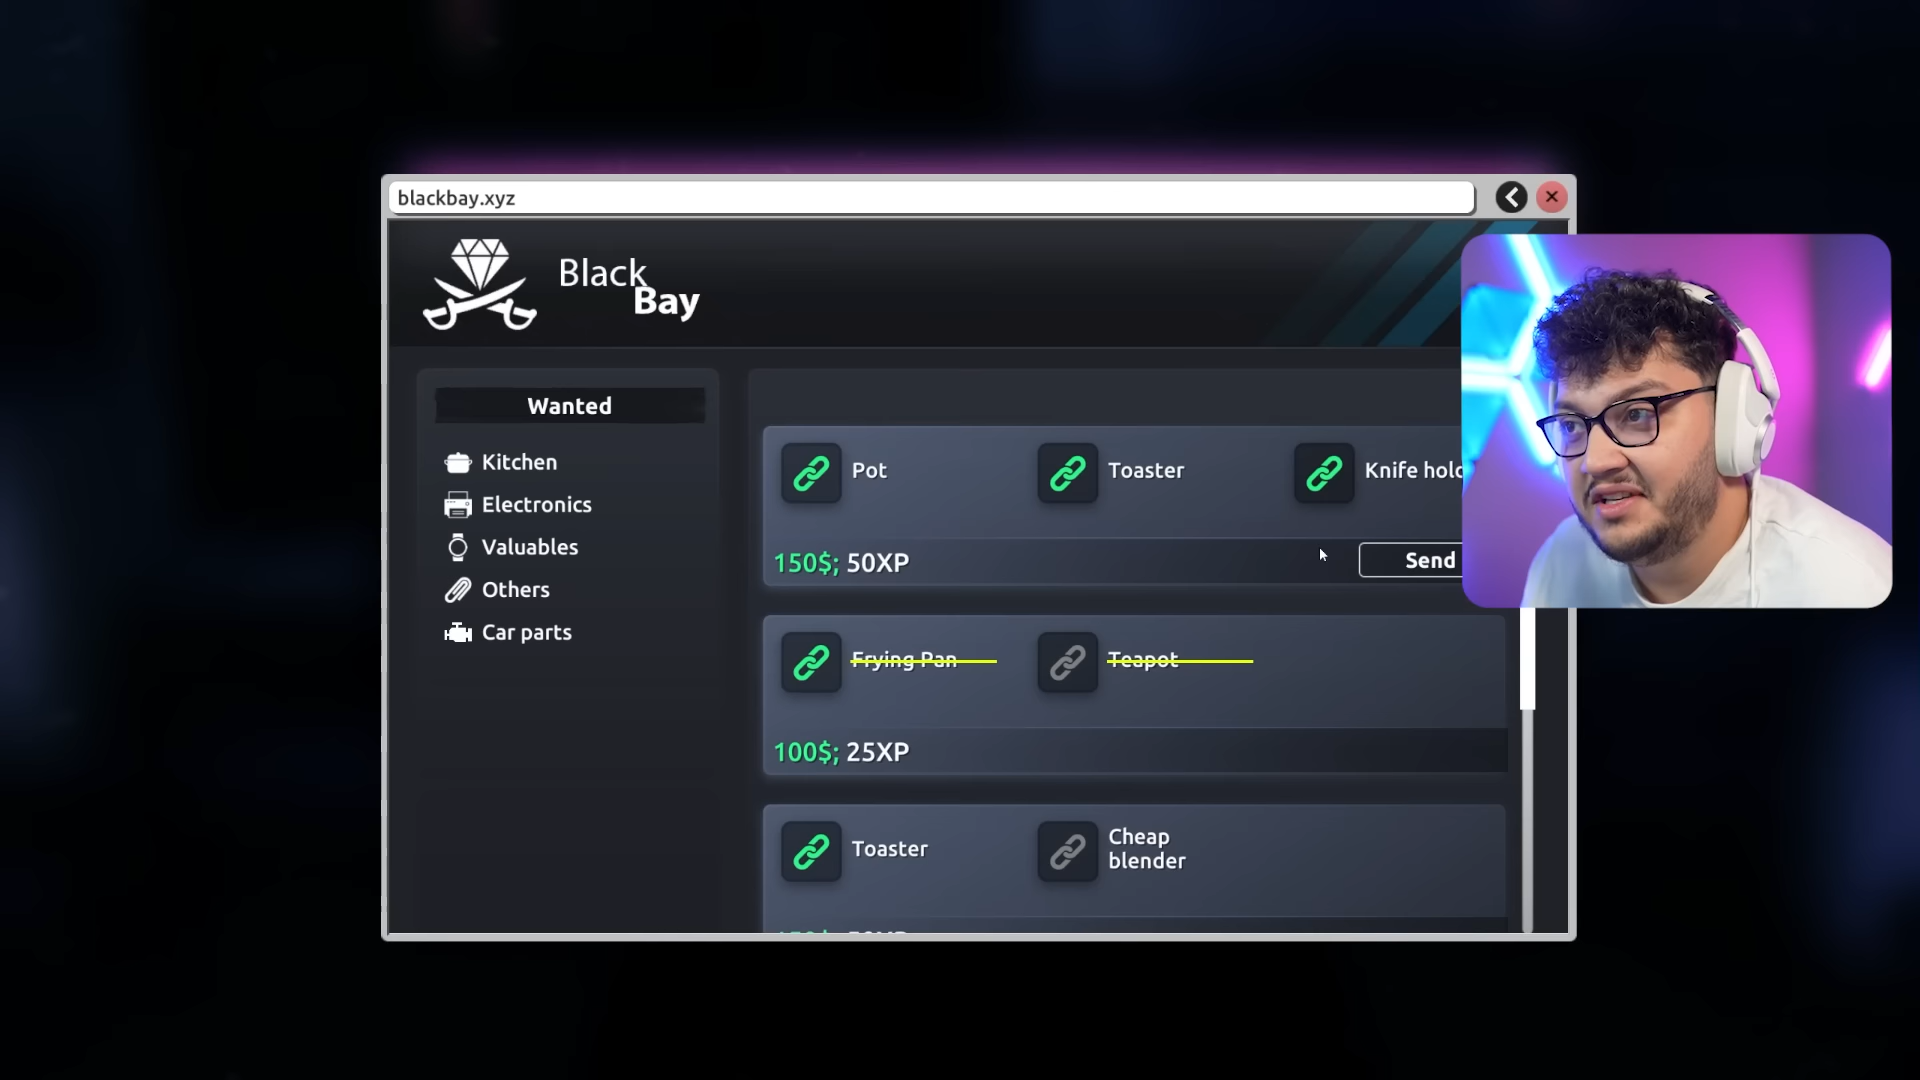 blackbay.xyz
Black
Bay
Wanted
Kitchen
Electronics
Valuables
Others
Car parts
Pot
Toaster
Knife
150$; 50XP
Send
Frying Pan
Teapot
100$; 25XP
Toaster
Cheap
blender